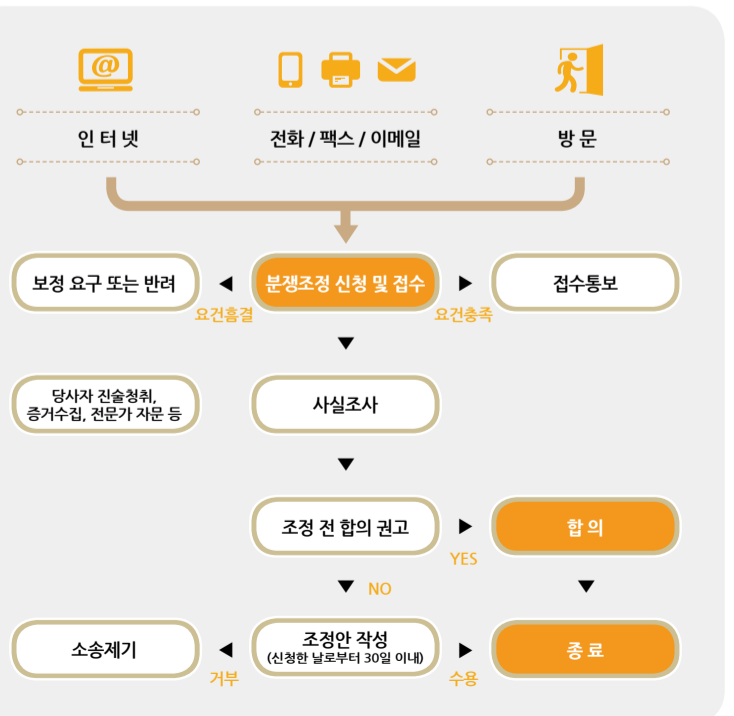 @
인 터 넷
전화 / 팩스 / 이메일
방 문
보정 요구 또는 반려
분쟁조정 신청 및 접수
접수통보
요건흠결
요건충족
당사자 진술청취,
증거수집, 전문가 자문 등
사실조사
조정 전 합의 권고
합 의
YES
NO
소송제기
조정안 작성
(신청한 날로부터 30일 이내)
종 료
거부
수용